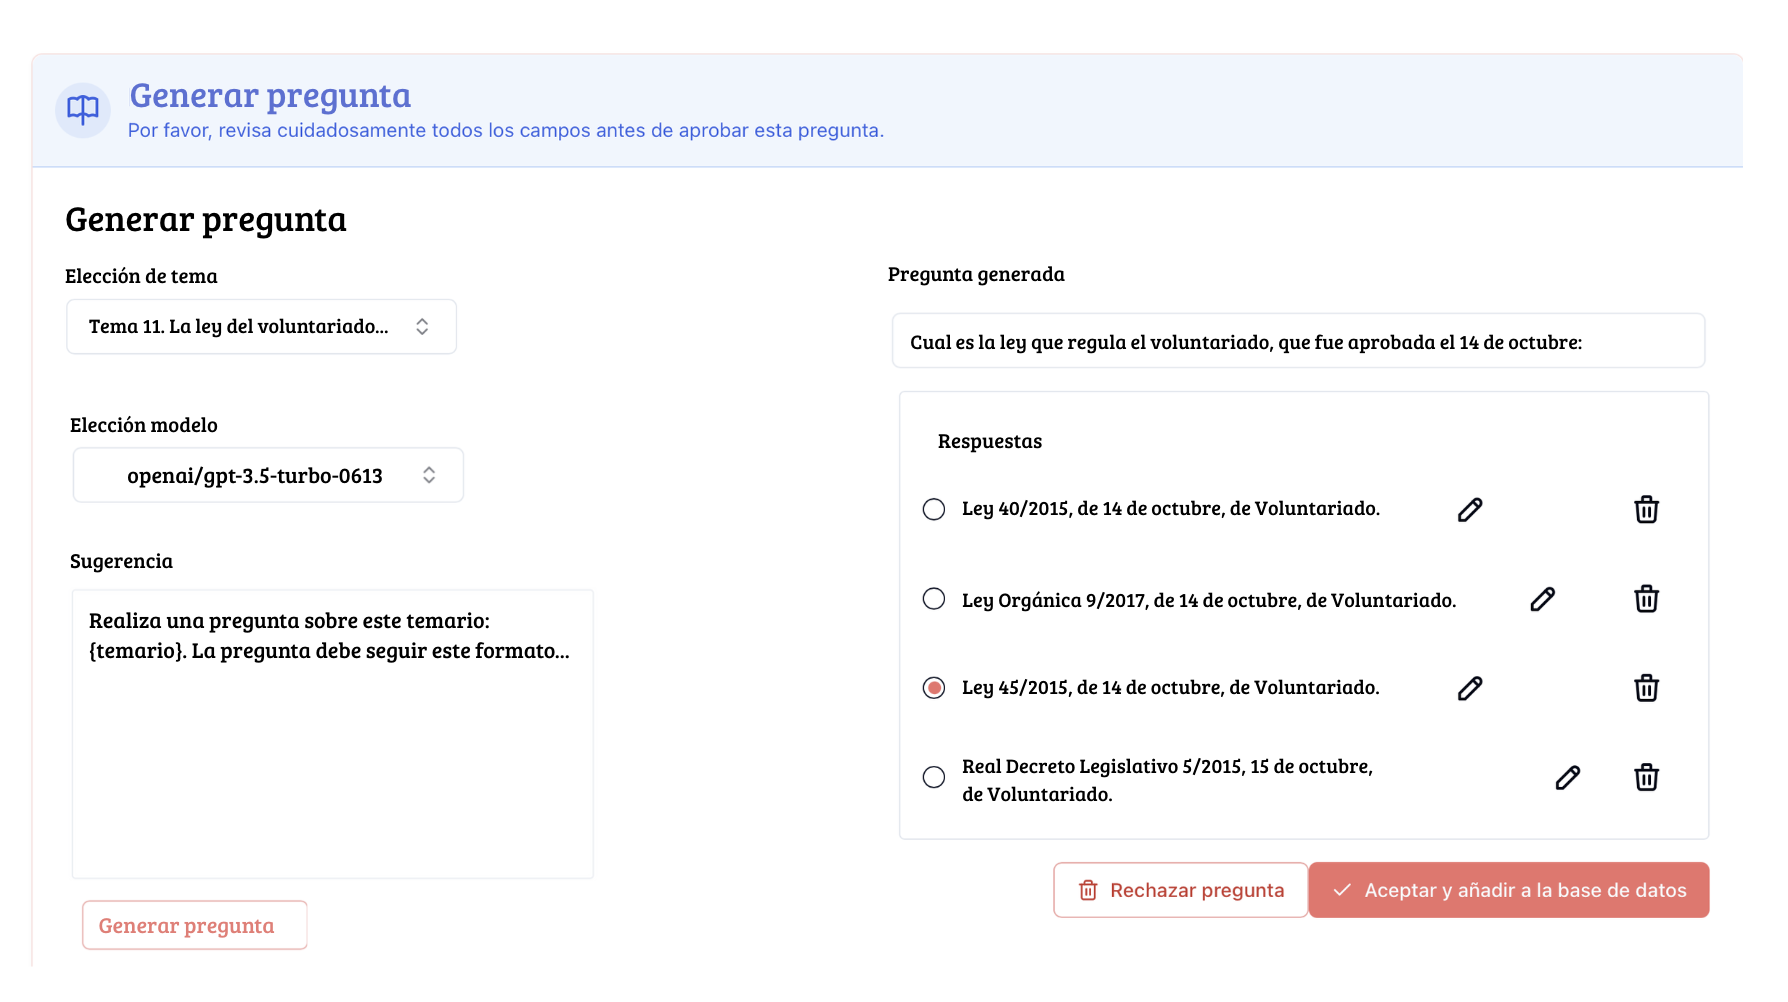 Generar pregunta
Por favor, revisa cuidadosamente todos los campos antes de aprobar esta pregunta.
Generar pregunta
Elección de tema
Tema 11. La ley del voluntariado...
Elección modelo
openai/gpt-3.5-turbo-0613
Sugerencia
Realiza una pregunta sobre este temario:
{temario}. La pregunta debe seguir este formato...
Generar pregunta
Pregunta generada
Cual es la ley que regula el voluntariado, que fue aprobada el 14 de octubre:
Respuestas
Ley 40/2015, de 14 de octubre, de Voluntariado.
Ley Orgánica 9/2017, de 14 de octubre, de Voluntariado.
Ley 45/2015, de 14 de octubre, de Voluntariado.
Real Decreto Legislativo 5/2015, 15 de octubre,
de Voluntariado.
Rechazar pregunta
Aceptar y añadir a la base de datos